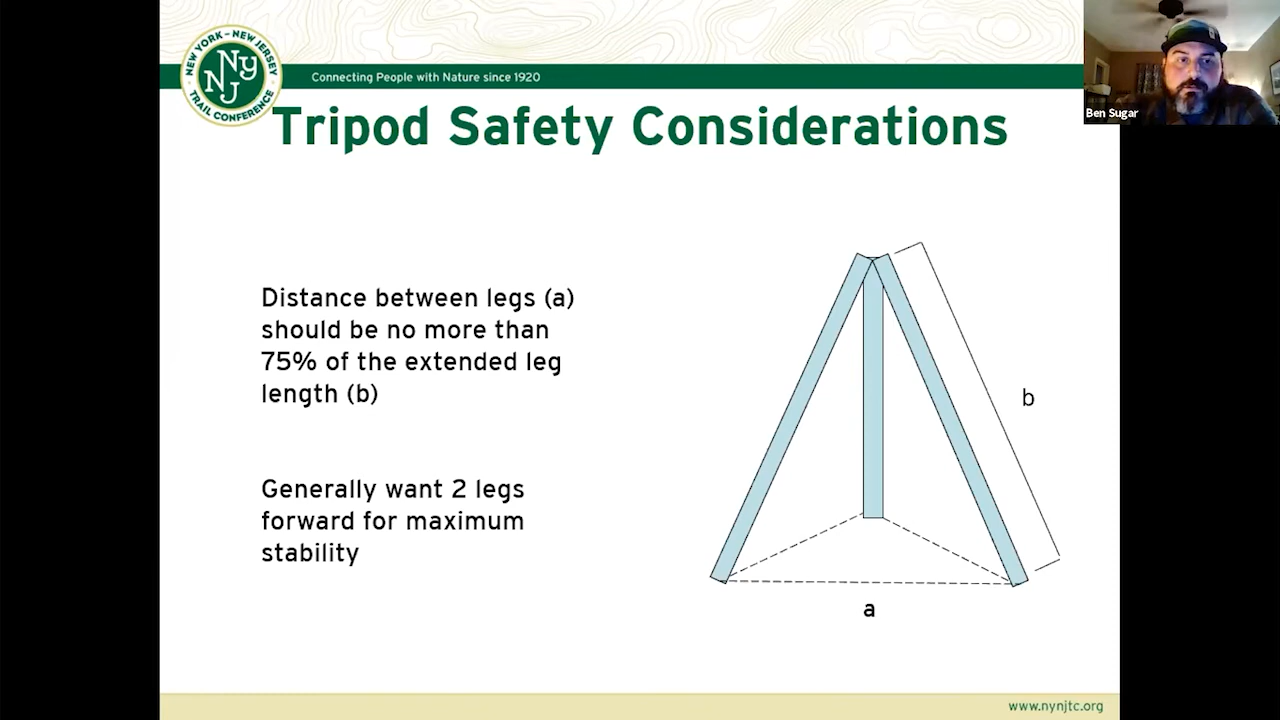 NEW YORK – NEW JERSEY
NY
NJ
TRAIL CONFERENCE
Connecting People with Nature since 1920
Ben Sugar
Tripod Safety Considerations
Distance between legs (a)
should be no more than
75% of the extended leg
length (b)
Generally want 2 legs
forward for maximum
stability
b
a
www.nynjtc.org